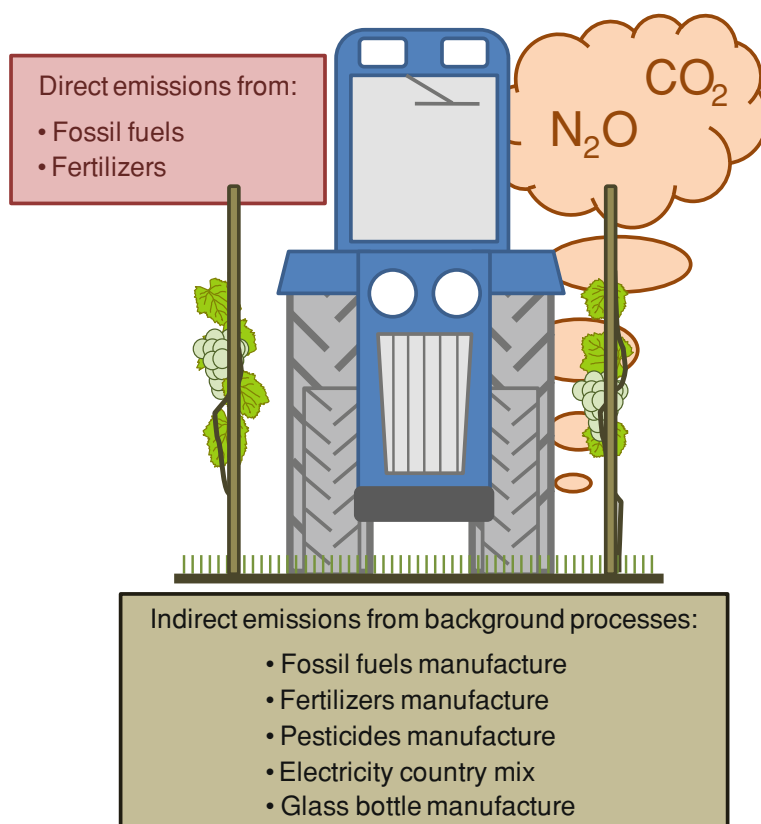 Direct emissions from:
• Fossil fuels
• Fertilizers
CO₂
N₂O
Indirect emissions from background processes:
• Fossil fuels manufacture
• Fertilizers manufacture
• Pesticides manufacture
• Electricity country mix
• Glass bottle manufacture